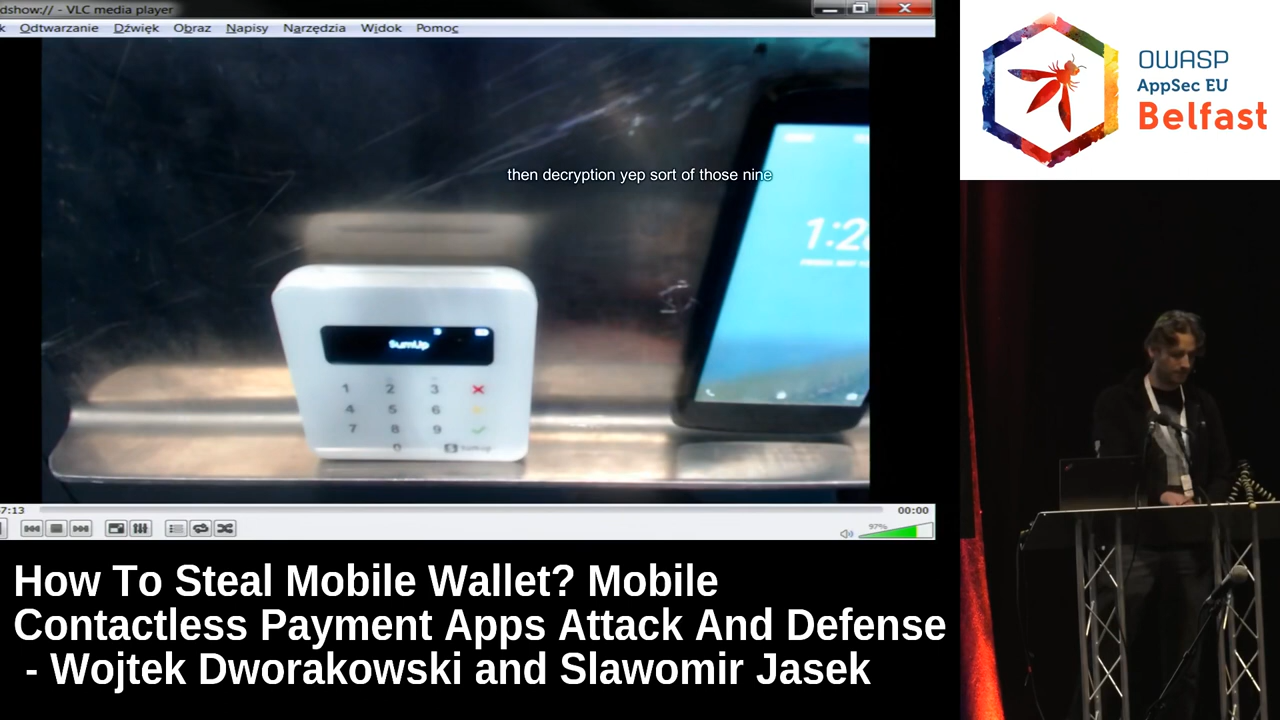 dshow:// - VLC media player
Odtwarzanie Dźwięk Obraz Napisy Narzędzia Widok Pomoc
then decryption yep sort of those nine
SumUp
1 2 3
4 5 6
7 8 9
0
7:13
00:00
97%
OWASP
AppSec EU
Belfast
How To Steal Mobile Wallet? Mobile
Contactless Payment Apps Attack And Defense
- Wojtek Dworakowski and Slawomir Jasek